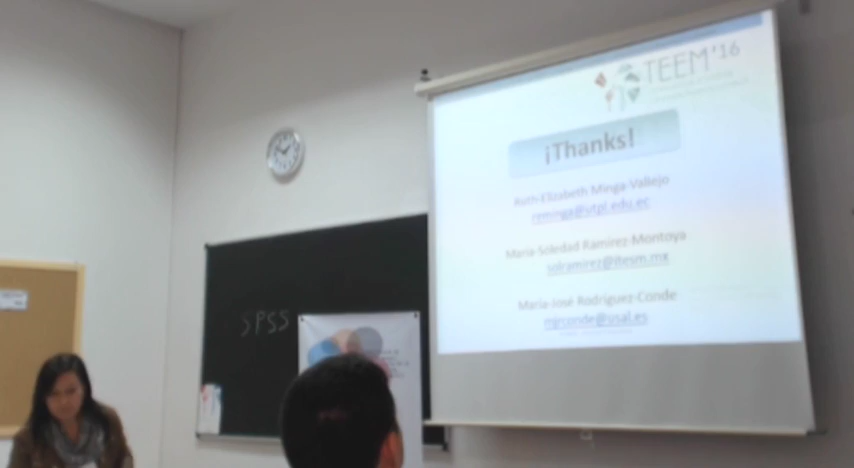 TEEM'16
¡Thanks!
Ruth-Elizabeth Minga-Vallejo
reminga@utpl.edu.ec
María-Soledad Ramírez-Montoya
solramirez@itesm.mx
María-José Rodríguez-Conde
mjrconde@usal.es
SPSS